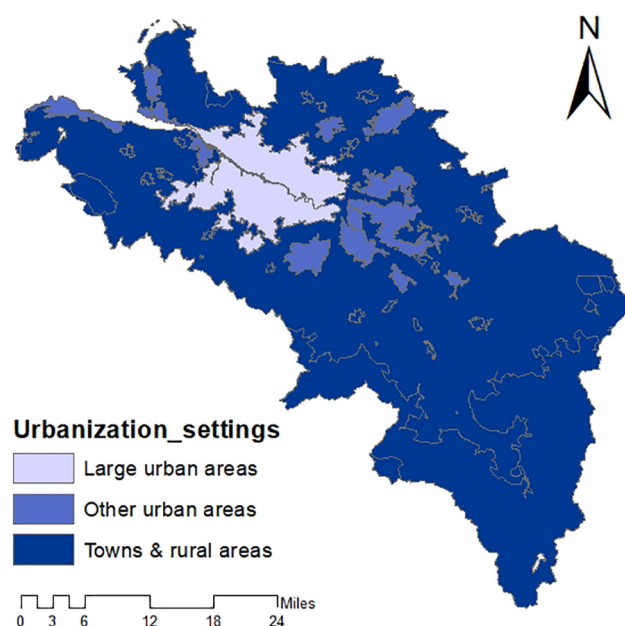 N
Urbanization_settings
Large urban areas
Other urban areas
Towns & rural areas
Miles
0 3 6 12 18 24